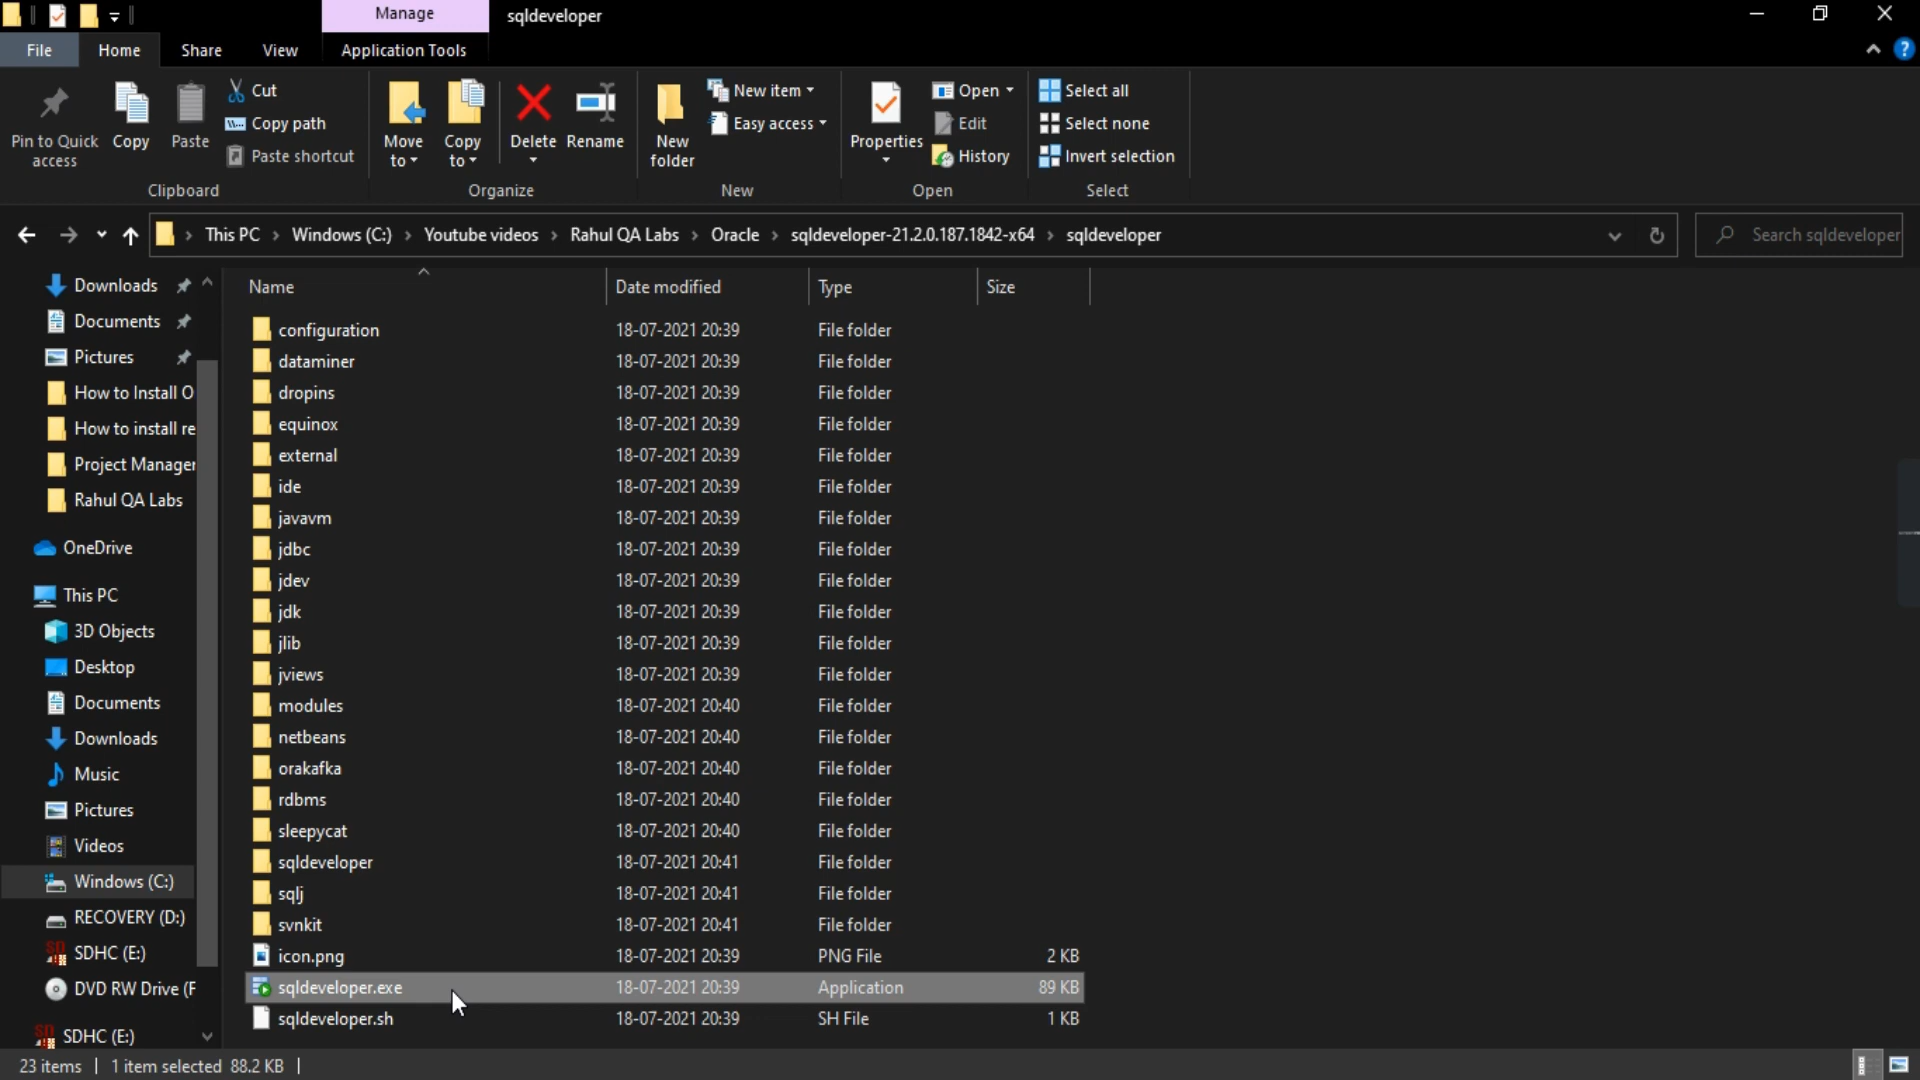 Manage
sqldeveloper
File
Home
Share
View
Application Tools
Pin to Quick access
Copy
Paste
Cut
Copy path
Paste shortcut
Clipboard
Move to
Copy to
Delete
Rename
Organize
New folder
New item
Easy access
New
Properties
Open
Edit
History
Open
Select all
Select none
Invert selection
Select
This PC › Windows (C:) › Youtube videos › Rahul QA Labs › Oracle › sqldeveloper-21.2.0.187.1842-x64 › sqldeveloper
Search sqldeveloper
Downloads
Documents
Pictures
How to Install O
How to install re
Project Manager
Rahul QA Labs
OneDrive
This PC
3D Objects
Desktop
Documents
Downloads
Music
Pictures
Videos
Windows (C:)
RECOVERY (D:)
SDHC (E:)
DVD RW Drive (F
SDHC (E:)
Name Date modified Type Size
configuration 18-07-2021 20:39 File folder
dataminer 18-07-2021 20:39 File folder
dropins 18-07-2021 20:39 File folder
equinox 18-07-2021 20:39 File folder
external 18-07-2021 20:39 File folder
ide 18-07-2021 20:39 File folder
javavm 18-07-2021 20:39 File folder
jdbc 18-07-2021 20:39 File folder
jdev 18-07-2021 20:39 File folder
jdk 18-07-2021 20:39 File folder
jlib 18-07-2021 20:39 File folder
jviews 18-07-2021 20:39 File folder
modules 18-07-2021 20:40 File folder
netbeans 18-07-2021 20:40 File folder
orakafka 18-07-2021 20:40 File folder
rdbms 18-07-2021 20:40 File folder
sleepycat 18-07-2021 20:40 File folder
sqldeveloper 18-07-2021 20:41 File folder
sqlj 18-07-2021 20:41 File folder
svnkit 18-07-2021 20:41 File folder
icon.png 18-07-2021 20:39 PNG File 2 KB
sqldeveloper.exe 18-07-2021 20:39 Application 89 KB
sqldeveloper.sh 18-07-2021 20:39 SH File 1 KB
23 items
1 item selected 88.2 KB